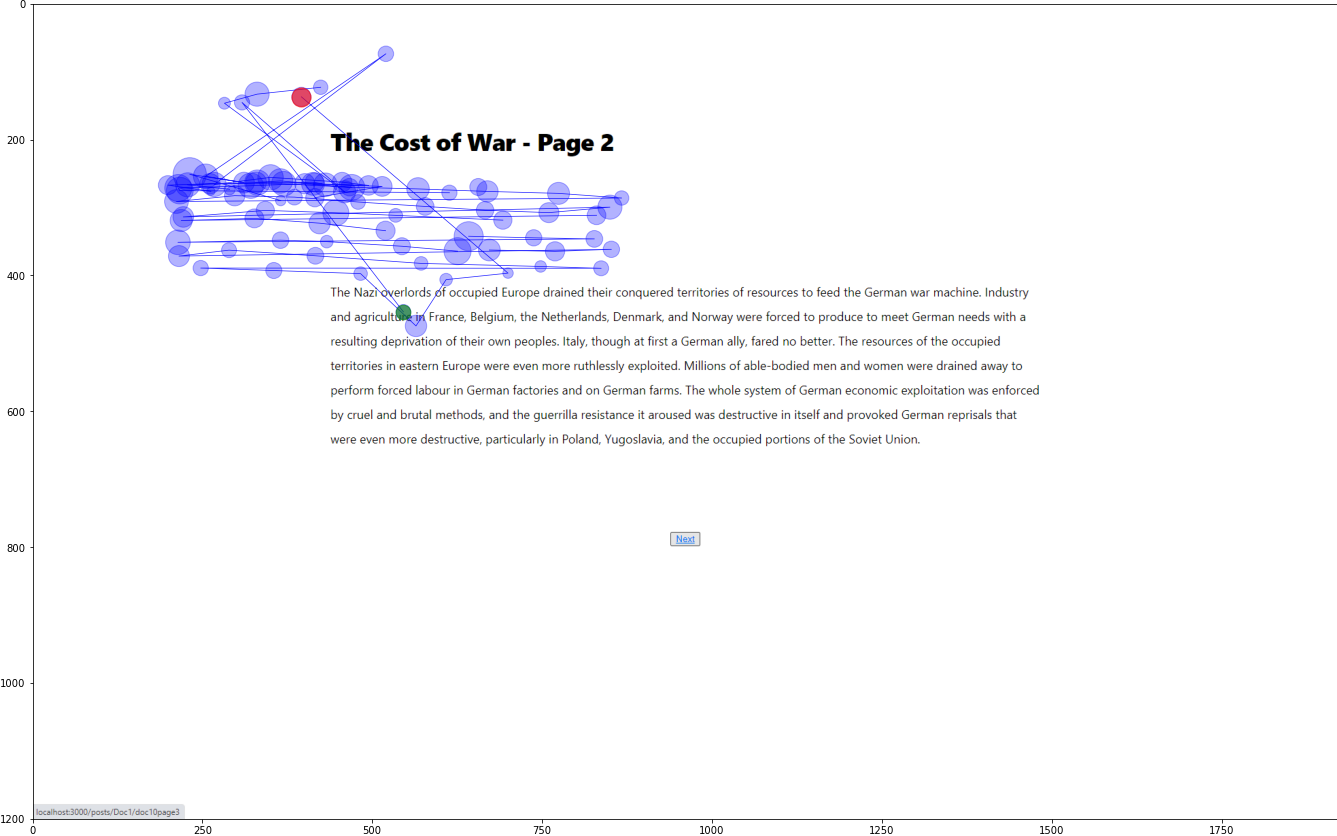 0
200
The Cost of War - Page 2
400
The Nazi overlords of occupied Europe drained their conquered territories of resources to feed the German war machine. Industry
and agriculture in France, Belgium, the Netherlands, Denmark, and Norway were forced to produce to meet German needs with a
resulting deprivation of their own peoples. Italy, though at first a German ally, fared no better. The resources of the occupied
territories in eastern Europe were even more ruthlessly exploited. Millions of able-bodied men and women were drained away to
perform forced labour in German factories and on German farms. The whole system of German economic exploitation was enforced
by cruel and brutal methods, and the guerrilla resistance it aroused was destructive in itself and provoked German reprisals that
were even more destructive, particularly in Poland, Yugoslavia, and the occupied portions of the Soviet Union.
600
Next
800
1000
localhost:3000/posts/Doc1/doc10page3
1200
0 250 500 750 1000 1250 1500 1750